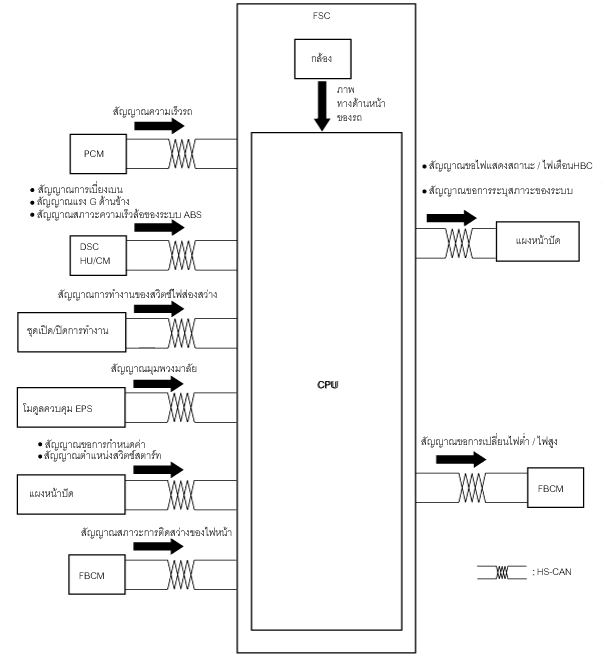 FSC
กล้อง
ภาพ
ทางด้านหน้า
ของรถ
สัญญาณความเร็วรถ
PCM
● สัญญาณการเบี่ยงเบน
● สัญญาณแรง G ด้านข้าง
● สัญญาณสภาวะความเร็วล้อของระบบ ABS
DSC
HU/CM
สัญญาณการทำงานของสวิตช์ไฟส่องสว่าง
ชุดเปิด/ปิดการทำงาน
สัญญาณมุมพวงมาลัย
โมดูลควบคุม EPS
● สัญญาณขอการกำหนดค่า
● สัญญาณตำแหน่งสวิตช์สตาร์ท
แผงหน้าปัด
สัญญาณสภาวะการติดสว่างของไฟหน้า
FBCM
CPU
● สัญญาณขอไฟแสดงสถานะ / ไฟเตือนHBC
● สัญญาณขอการระบุสภาวะของระบบ
แผงหน้าปัด
สัญญาณขอการเปลี่ยนไฟต่ำ / ไฟสูง
FBCM
: HS-CAN